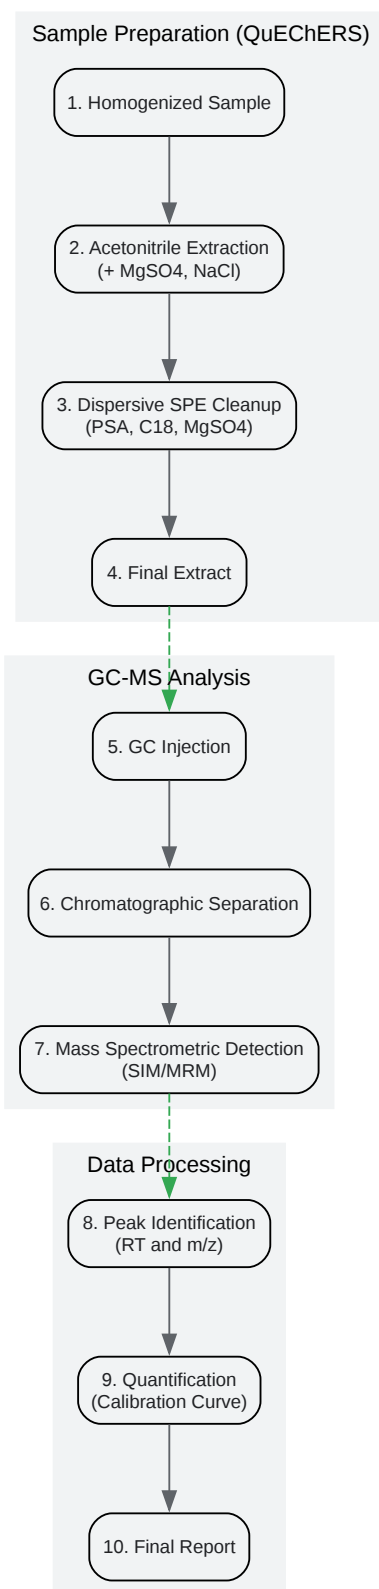 Sample Preparation (QuEChERS)
1. Homogenized Sample
2. Acetonitrile Extraction
(+ MgSO4, NaCl)
3. Dispersive SPE Cleanup
(PSA, C18, MgSO4)
4. Final Extract
GC-MS Analysis
5. GC Injection
6. Chromatographic Separation
7. Mass Spectrometric Detection
(SIM/MRM)
Data Processing
8. Peak Identification
(RT and m/z)
9. Quantification
(Calibration Curve)
10. Final Report